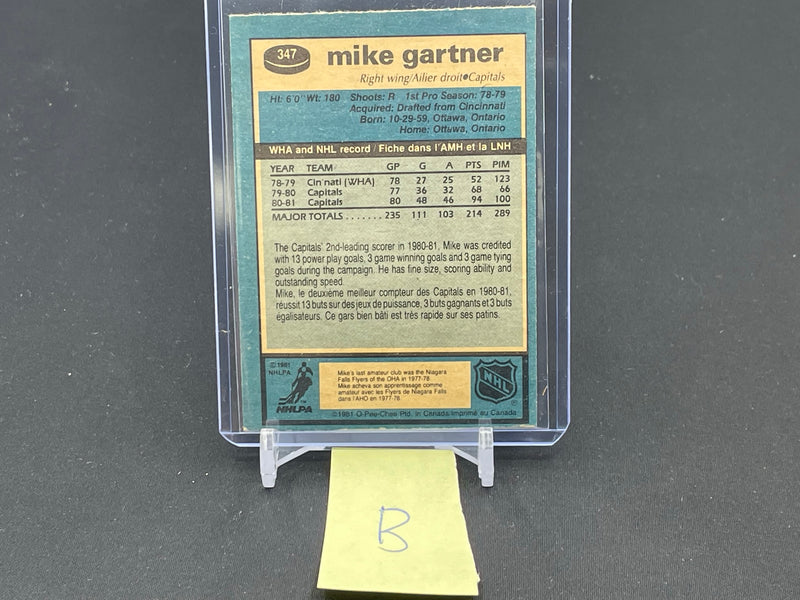 347
mike gartner
Right wing/Ailier droit•Capitals
Ht: 6'0" Wt: 180 Shoots: R 1st Pro Season: 78-79
Acquired: Drafted from Cincinnati
Born: 10-29-59, Ottawa, Ontario
Home: Ottawa, Ontario
WHA and NHL record / Fiche dans l'AMH et la LNH
YEAR TEAM GP G A PTS PIM
78-79 Cin'nati (WHA) 78 27 25 52 123
79-80 Capitals 77 36 32 68 66
80-81 Capitals 80 48 46 94 100
MAJOR TOTALS ....... 235 111 103 214 289
The Capitals' 2nd-leading scorer in 1980-81, Mike was credited
with 13 power play goals, 3 game winning goals and 3 game tying
goals during the campaign. He has fine size, scoring ability and
outstanding speed.
Mike, le deuxième meilleur compteur des Capitals en 1980-81,
réussit 13 buts sur des jeux de puissance, 3 buts gagnants et 3 buts
égalisateurs. Ce gars bien bâti est très rapide sur ses patins.
©1981
NHLPA
NHLPA
Mike's last amateur club was the Niagara
Falls Flyers of the OHA in 1977-78.
Mike acheva son apprentissage comme
amateur avec les Flyers de Niagara Falls
dans l'AHO en 1977-78.
NHL
©1981 O-Pee-Chee Ptd. in Canada Imprimé au Canada
B